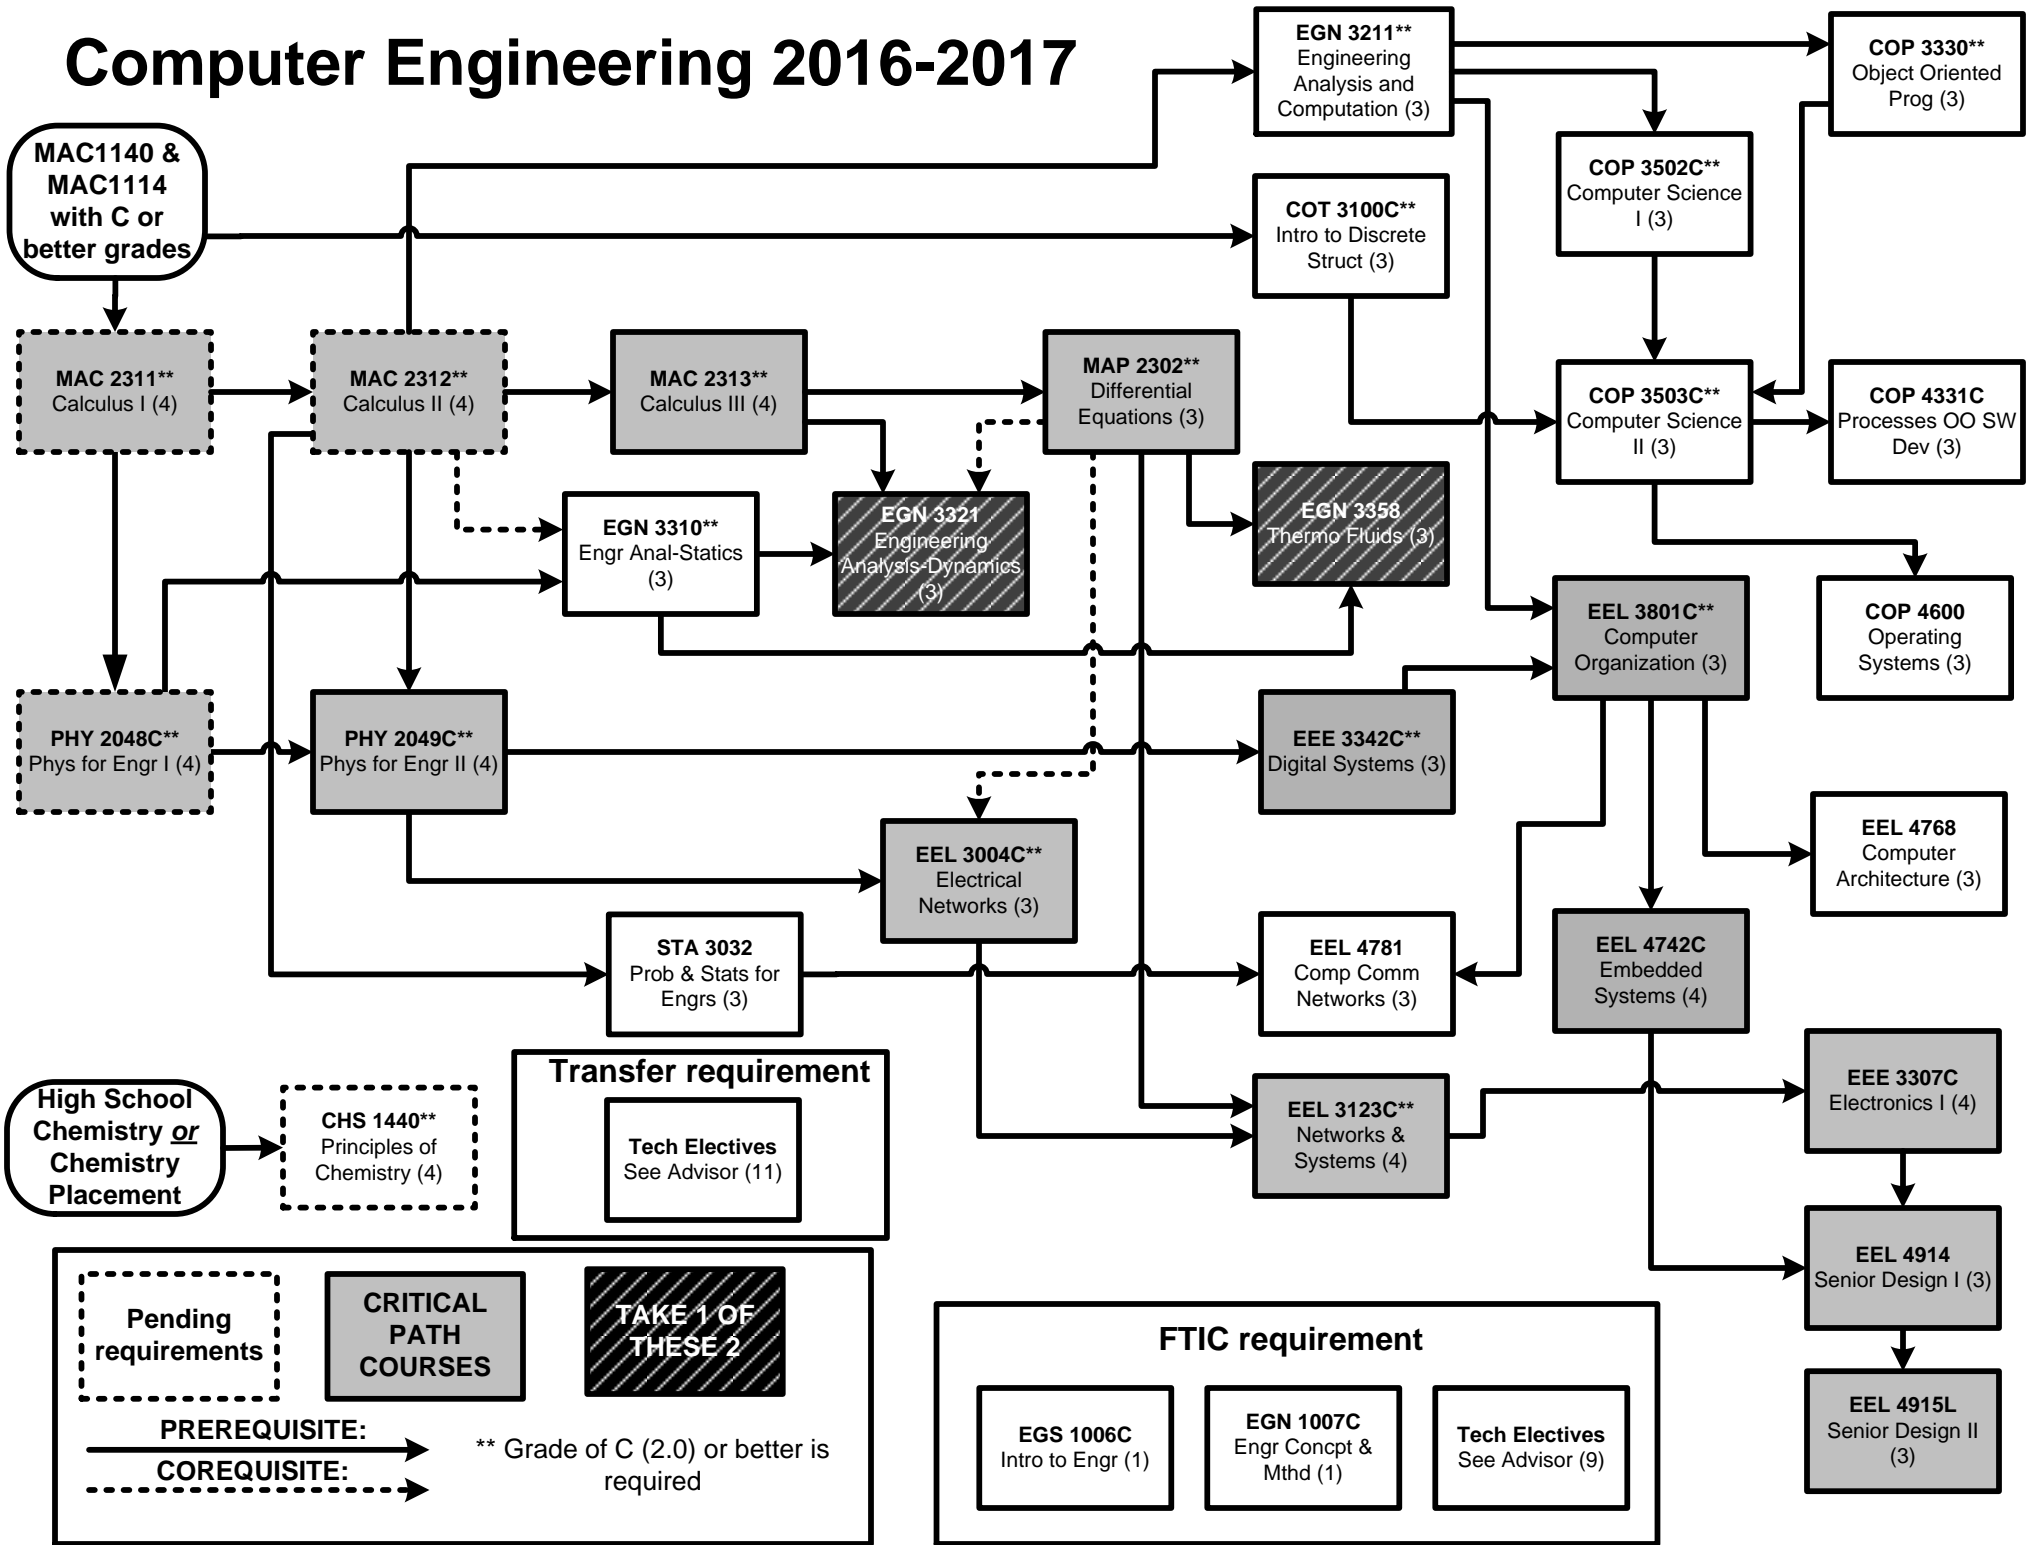 Computer Engineering 2016-2017
EGN 3211**
Engineering
Analysis and
Computation (3)
COP 3330**
Object Oriented
Prog (3)
MAC1140 &
MAC1114
with C or
better grades
COP 3502C**
Computer Science
I (3)
COT 3100C**
Intro to Discrete
Struct (3)
MAC 2311**
Calculus I (4)
MAC 2312**
Calculus II (4)
MAC 2313**
Calculus III (4)
MAP 2302**
Differential
Equations (3)
COP 3503C**
Computer Science
II (3)
COP 4331C
Processes OO SW
Dev (3)
EGN 3310**
Engr Anal-Statics
(3)
EGN 3321
Engineering
Analysis-Dynamics
(3)
EGN 3358
Thermo Fluids (3)
EEL 3801C**
Computer
Organization (3)
COP 4600
Operating
Systems (3)
PHY 2048C**
Phys for Engr I (4)
PHY 2049C**
Phys for Engr II (4)
EEE 3342C**
Digital Systems (3)
EEL 3004C**
Electrical
Networks (3)
EEL 4768
Computer
Architecture (3)
STA 3032
Prob & Stats for
Engrs (3)
EEL 4781
Comp Comm
Networks (3)
EEL 4742C
Embedded
Systems (4)
High School
Chemistry or
Chemistry
Placement
CHS 1440**
Principles of
Chemistry (4)
Transfer requirement
Tech Electives
See Advisor (11)
EEL 3123C**
Networks &
Systems (4)
EEE 3307C
Electronics I (4)
EEL 4914
Senior Design I (3)
EEL 4915L
Senior Design II
(3)
Pending
requirements
CRITICAL
PATH
COURSES
TAKE 1 OF
THESE 2
PREREQUISITE:
COREQUISITE:
** Grade of C (2.0) or better is
required
FTIC requirement
EGS 1006C
Intro to Engr (1)
EGN 1007C
Engr Concpt &
Mthd (1)
Tech Electives
See Advisor (9)